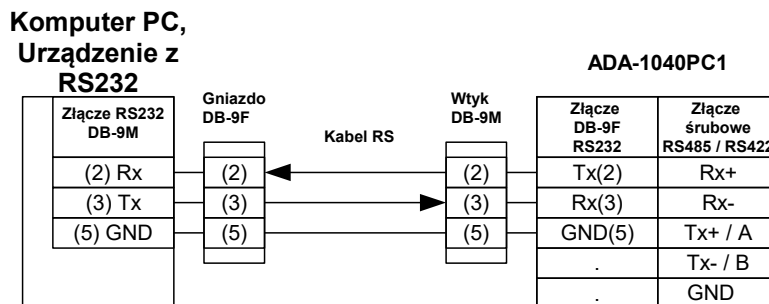 Komputer PC,
Urządzenie z
RS232
ADA-1040PC1
Złącze RS232
DB-9M
Gniazdo
DB-9F
Kabel RS
Wtyk
DB-9M
Złącze
DB-9F
RS232
Złącze
śrubowe
RS485 / RS422
(2) Rx
(2)
(2)
Tx(2)
Rx+
(3) Tx
(3)
(3)
Rx(3)
Rx-
(5) GND
(5)
(5)
GND(5)
Tx+ / A
.
Tx- / B
.
GND